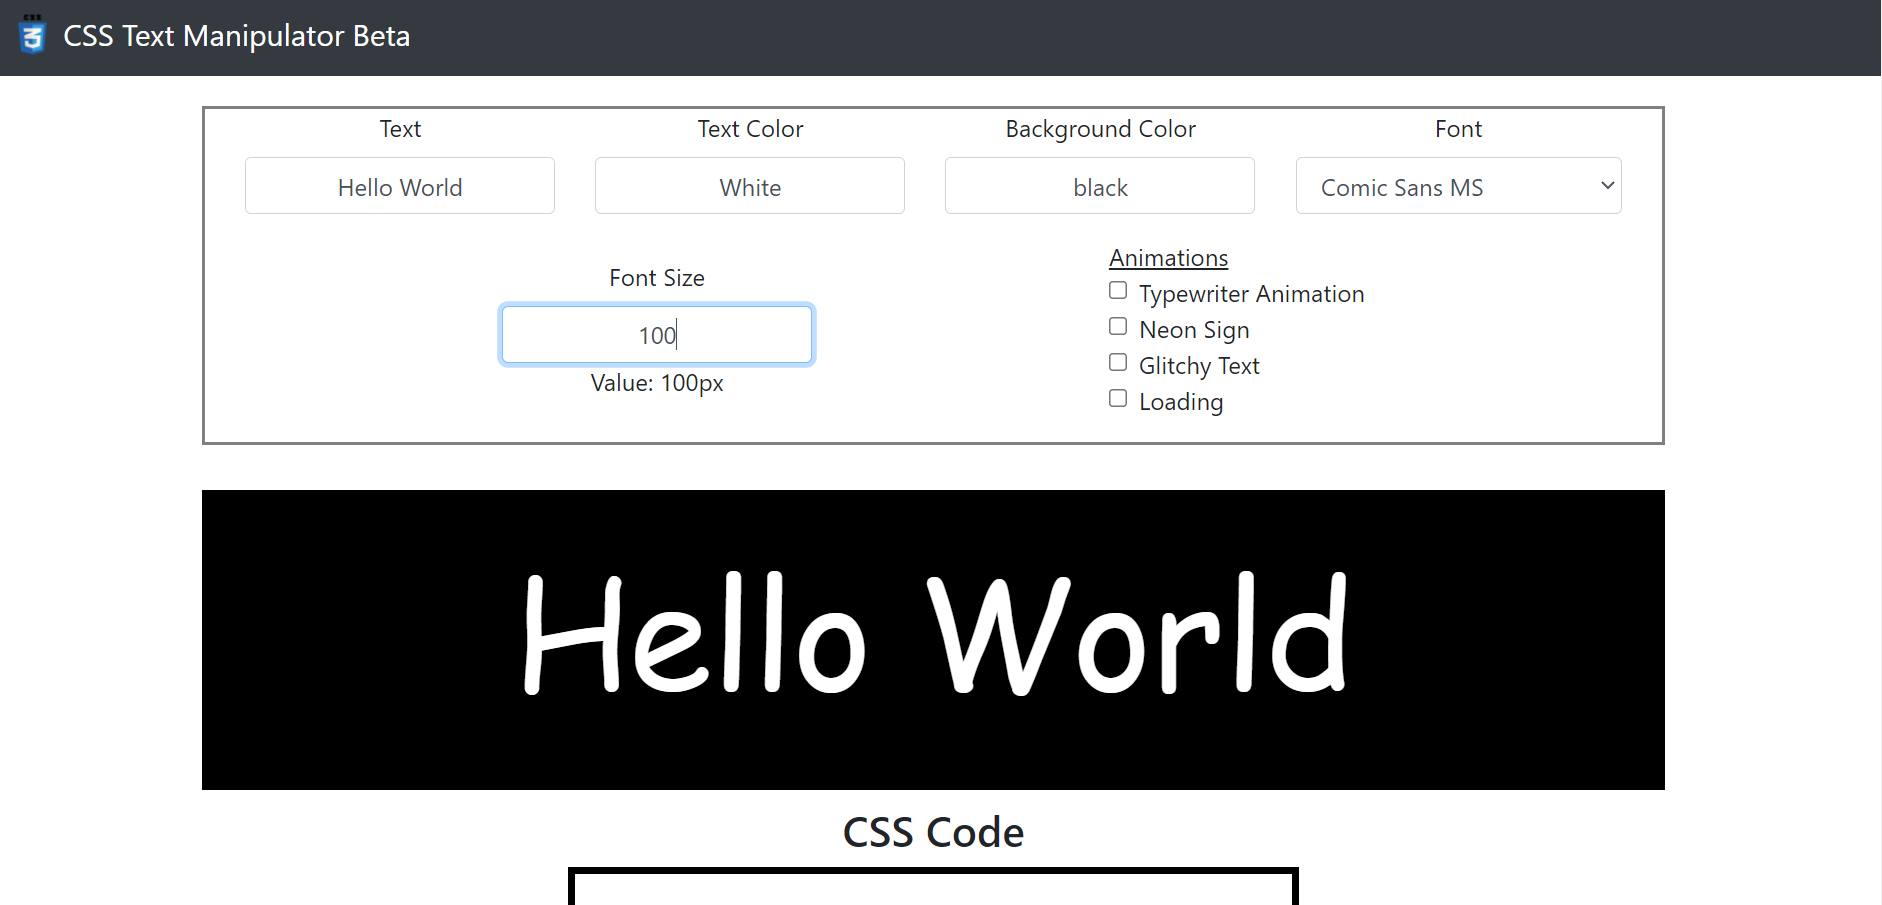 CSS
3
CSS Text Manipulator Beta
Text
Text Color
Background Color
Font
Hello World
White
black
Comic Sans MS
Font Size
100
Value: 100px
Animations
Typewriter Animation
Neon Sign
Glitchy Text
Loading
Hello World
CSS Code